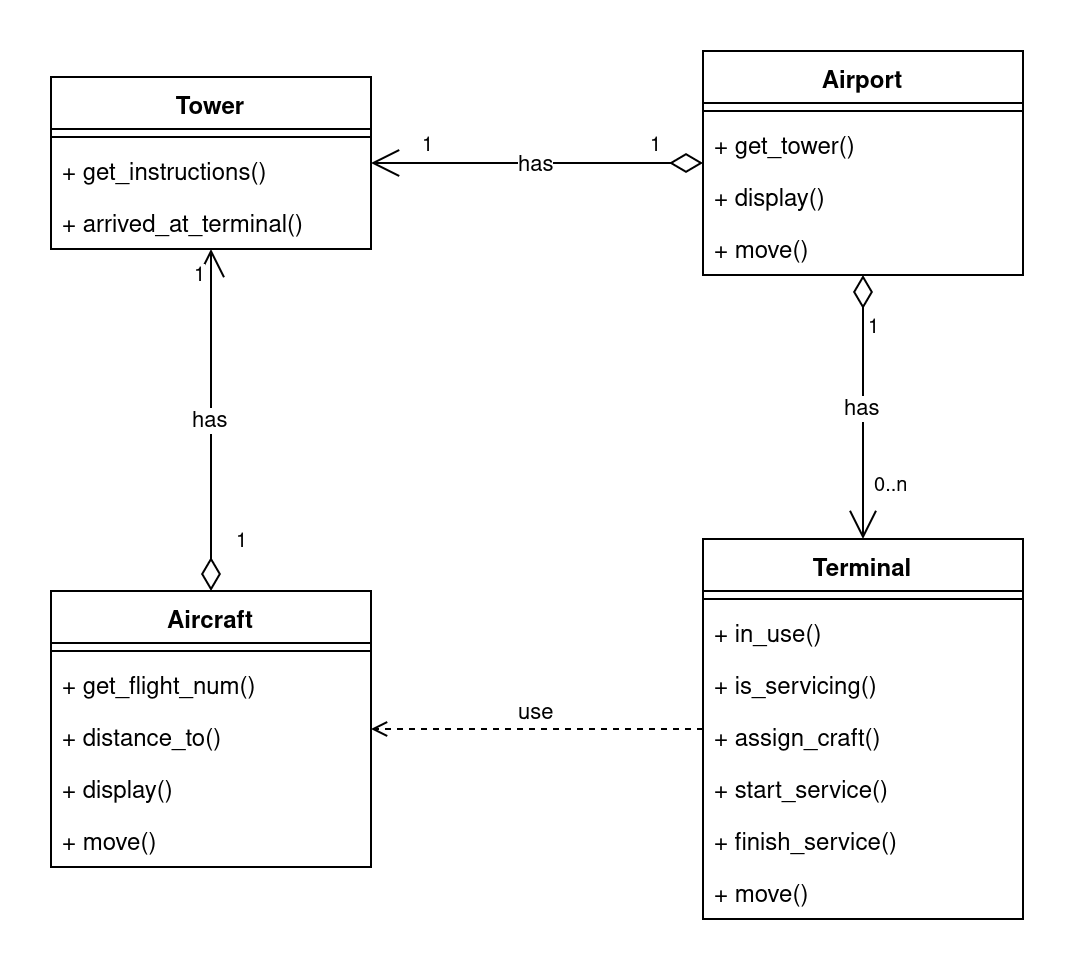 Tower
+ get_instructions()
+ arrived_at_terminal()
1
has
1
Airport
+ get_tower()
+ display()
+ move()
1
has
1
1
has
0..n
Aircraft
+ get_flight_num()
+ distance_to()
+ display()
+ move()
use
Terminal
+ in_use()
+ is_servicing()
+ assign_craft()
+ start_service()
+ finish_service()
+ move()